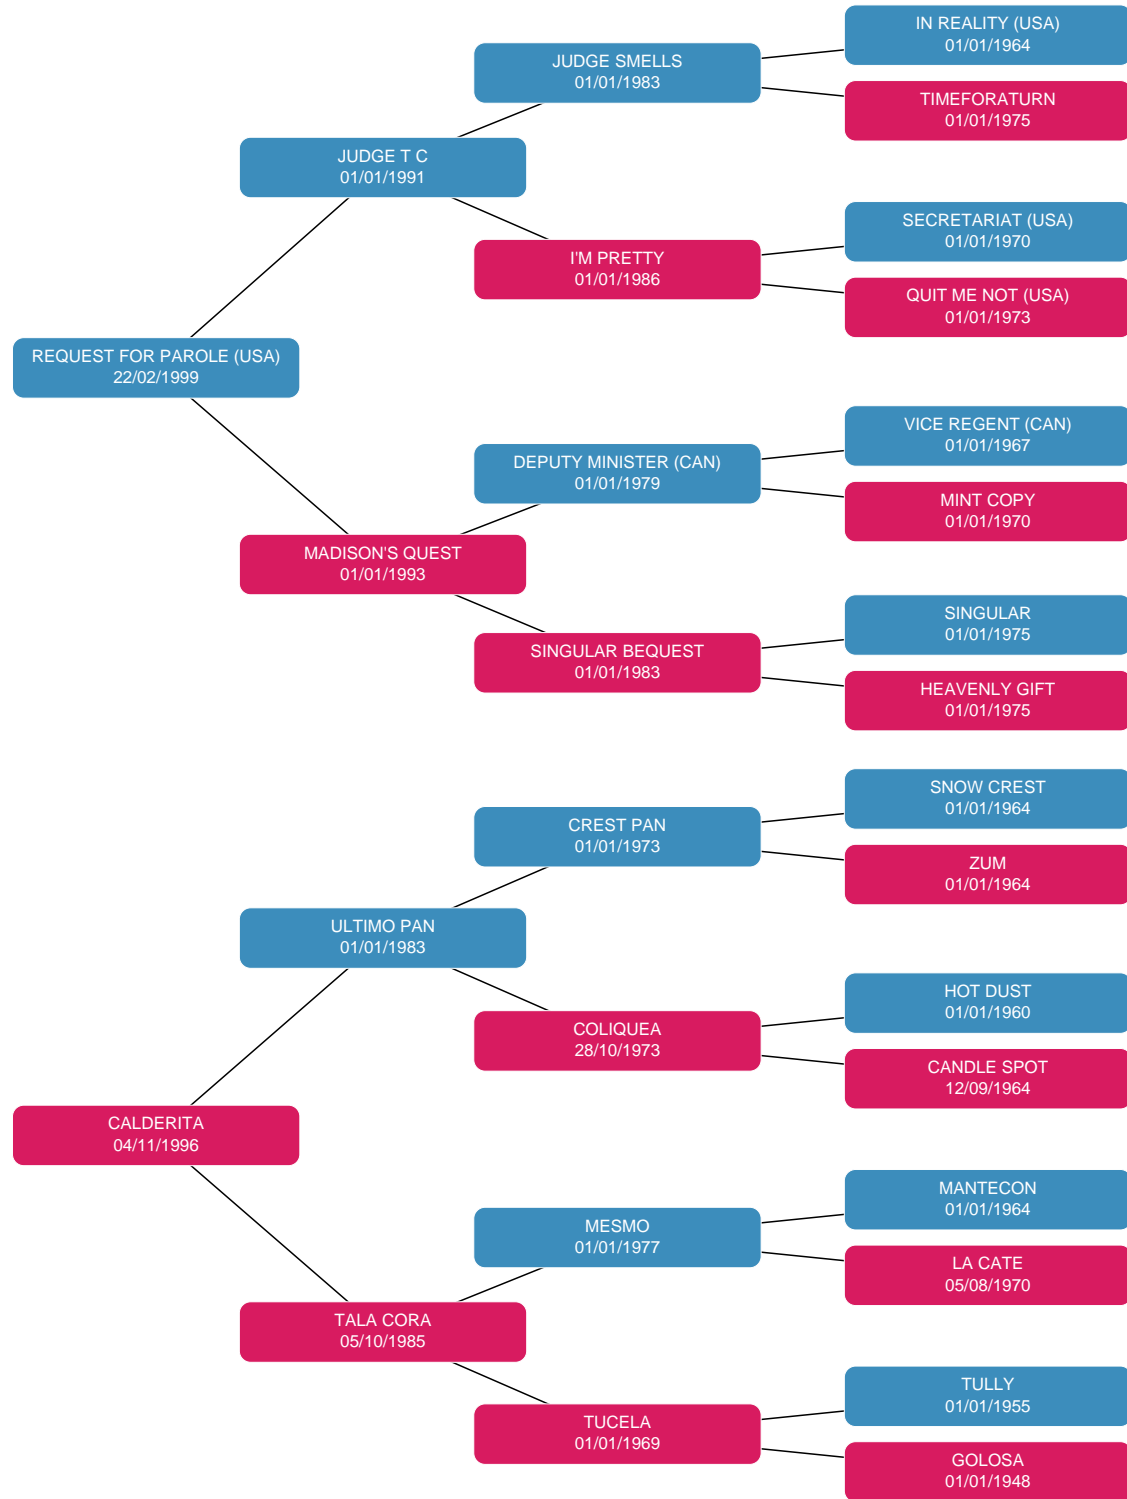 IN REALITY (USA)
01/01/1964
JUDGE SMELLS
01/01/1983
TIMEFORATURN
01/01/1975
JUDGE T C
01/01/1991
SECRETARIAT (USA)
01/01/1970
I'M PRETTY
01/01/1986
QUIT ME NOT (USA)
01/01/1973
REQUEST FOR PAROLE (USA)
22/02/1999
VICE REGENT (CAN)
01/01/1967
DEPUTY MINISTER (CAN)
01/01/1979
MINT COPY
01/01/1970
MADISON'S QUEST
01/01/1993
SINGULAR
01/01/1975
SINGULAR BEQUEST
01/01/1983
HEAVENLY GIFT
01/01/1975
SNOW CREST
01/01/1964
CREST PAN
01/01/1973
ZUM
01/01/1964
ULTIMO PAN
01/01/1983
HOT DUST
01/01/1960
COLIQUEA
28/10/1973
CANDLE SPOT
12/09/1964
CALDERITA
04/11/1996
MANTECON
01/01/1964
MESMO
01/01/1977
LA CATE
05/08/1970
TALA CORA
05/10/1985
TULLY
01/01/1955
TUCELA
01/01/1969
GOLOSA
01/01/1948